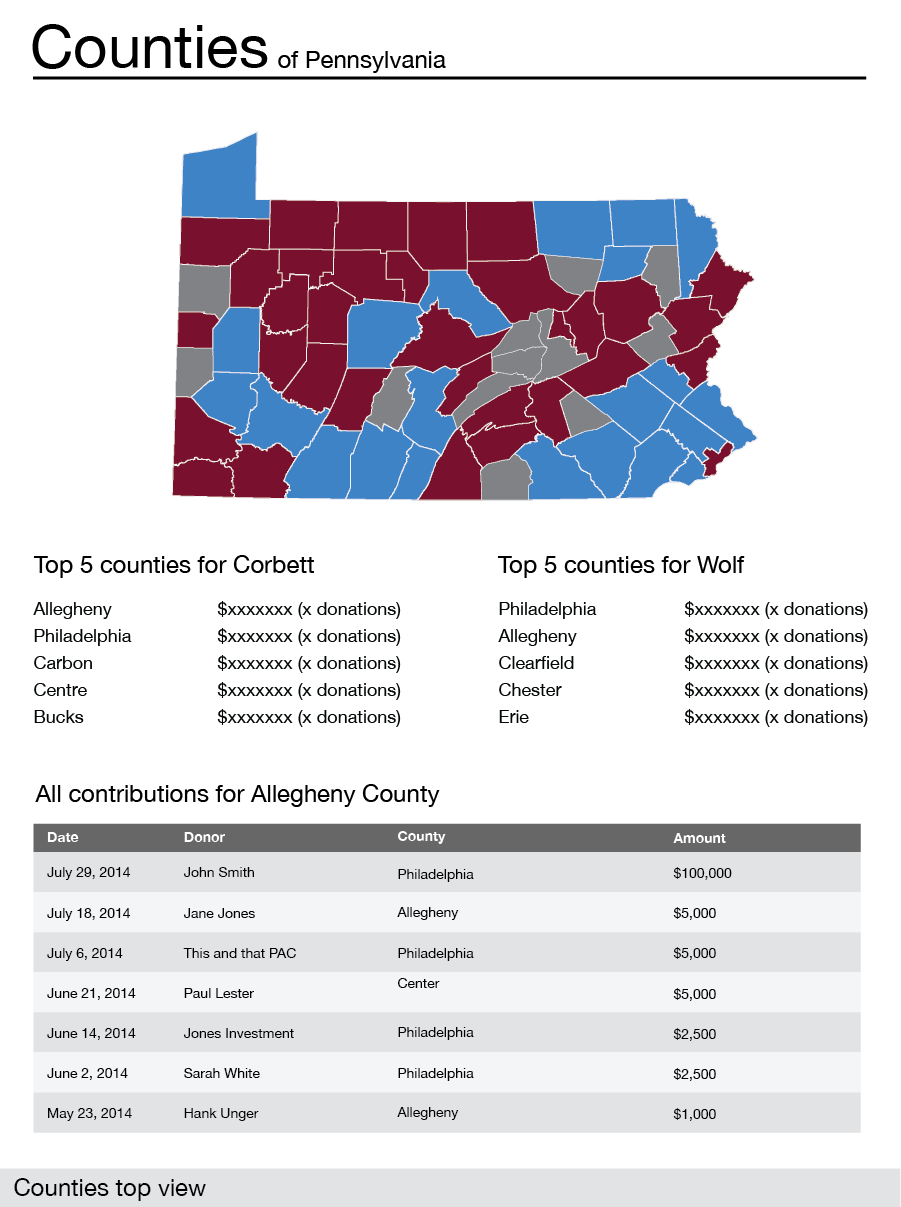 Counties of Pennsylvania
Top 5 counties for Corbett
Allegheny $xxxxxxx (x donations)
Philadelphia $xxxxxxx (x donations)
Carbon $xxxxxxx (x donations)
Centre $xxxxxxx (x donations)
Bucks $xxxxxxx (x donations)
Top 5 counties for Wolf
Philadelphia $xxxxxxx (x donations)
Allegheny $xxxxxxx (x donations)
Clearfield $xxxxxxx (x donations)
Chester $xxxxxxx (x donations)
Erie $xxxxxxx (x donations)
All contributions for Allegheny County
Date Donor County Amount
July 29, 2014 John Smith Philadelphia $100,000
July 18, 2014 Jane Jones Allegheny $5,000
July 6, 2014 This and that PAC Philadelphia $5,000
June 21, 2014 Paul Lester Center $5,000
June 14, 2014 Jones Investment Philadelphia $2,500
June 2, 2014 Sarah White Philadelphia $2,500
May 23, 2014 Hank Unger Allegheny $1,000
Counties top view